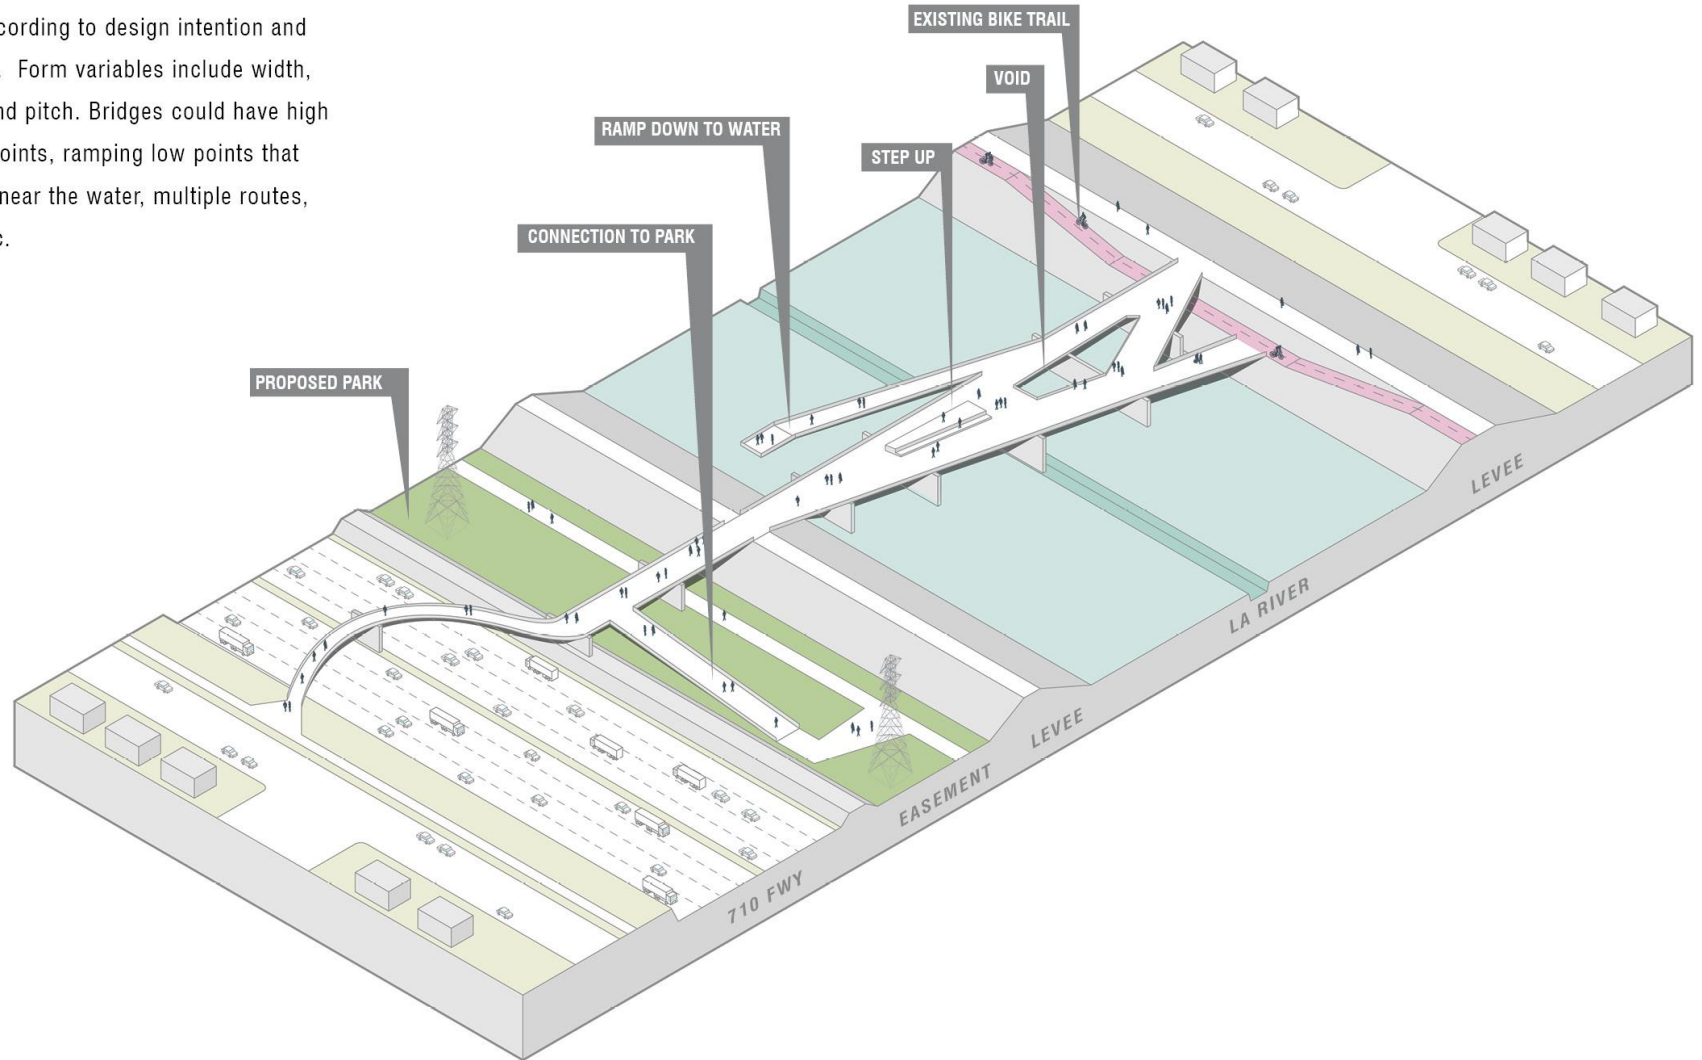 cording to design intention and
Form variables include width,
nd pitch. Bridges could have high
oints, ramping low points that
near the water, multiple routes,
c.
EXISTING BIKE TRAIL
VOID
RAMP DOWN TO WATER
STEP UP
CONNECTION TO PARK
PROPOSED PARK
LEVEE
LA RIVER
LEVEE
EASEMENT
710 FWY